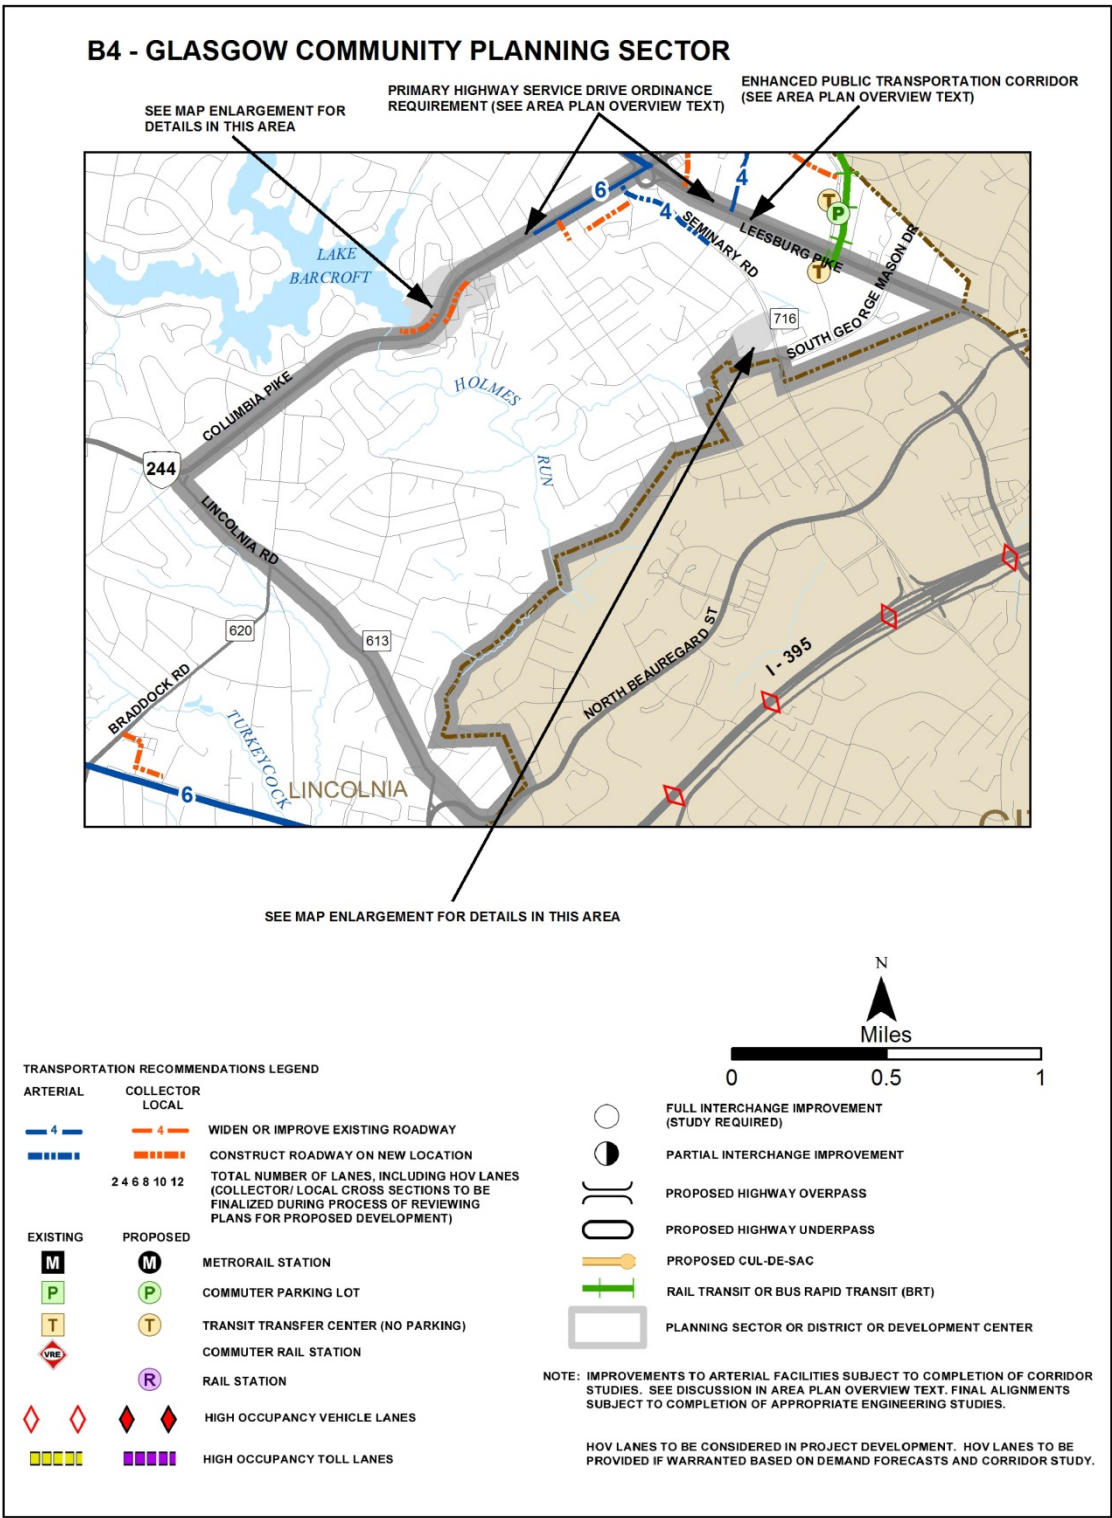 B4 - GLASGOW COMMUNITY PLANNING SECTOR
SEE MAP ENLARGEMENT FOR
DETAILS IN THIS AREA
PRIMARY HIGHWAY SERVICE DRIVE ORDINANCE
REQUIREMENT (SEE AREA PLAN OVERVIEW TEXT)
ENHANCED PUBLIC TRANSPORTATION CORRIDOR
(SEE AREA PLAN OVERVIEW TEXT)
6
4
4
T
P
T
SEMINARY RD
LEESBURG PIKE
SOUTH GEORGE MASON DR
716
LAKE
BARCROFT
COLUMBIA PIKE
HOLMES
RUN
244
LINCOLNIA RD
620
613
BRADDOCK RD
TURKEYCOCK
LINCOLNIA
6
NORTH BEAUREGARD ST
I - 395
CIT
SEE MAP ENLARGEMENT FOR DETAILS IN THIS AREA
N
Miles
0 0.5 1
TRANSPORTATION RECOMMENDATIONS LEGEND
ARTERIAL
COLLECTOR
LOCAL
4 4 WIDEN OR IMPROVE EXISTING ROADWAY
CONSTRUCT ROADWAY ON NEW LOCATION
2 4 6 8 10 12 TOTAL NUMBER OF LANES, INCLUDING HOV LANES
(COLLECTOR/ LOCAL CROSS SECTIONS TO BE
FINALIZED DURING PROCESS OF REVIEWING
PLANS FOR PROPOSED DEVELOPMENT)
EXISTING PROPOSED
M M METRORAIL STATION
P P COMMUTER PARKING LOT
T T TRANSIT TRANSFER CENTER (NO PARKING)
VRE COMMUTER RAIL STATION
R RAIL STATION
HIGH OCCUPANCY VEHICLE LANES
HIGH OCCUPANCY TOLL LANES
FULL INTERCHANGE IMPROVEMENT
(STUDY REQUIRED)
PARTIAL INTERCHANGE IMPROVEMENT
PROPOSED HIGHWAY OVERPASS
PROPOSED HIGHWAY UNDERPASS
PROPOSED CUL-DE-SAC
RAIL TRANSIT OR BUS RAPID TRANSIT (BRT)
PLANNING SECTOR OR DISTRICT OR DEVELOPMENT CENTER
NOTE: IMPROVEMENTS TO ARTERIAL FACILITIES SUBJECT TO COMPLETION OF CORRIDOR
STUDIES. SEE DISCUSSION IN AREA PLAN OVERVIEW TEXT. FINAL ALIGNMENTS
SUBJECT TO COMPLETION OF APPROPRIATE ENGINEERING STUDIES.
HOV LANES TO BE CONSIDERED IN PROJECT DEVELOPMENT. HOV LANES TO BE
PROVIDED IF WARRANTED BASED ON DEMAND FORECASTS AND CORRIDOR STUDY.